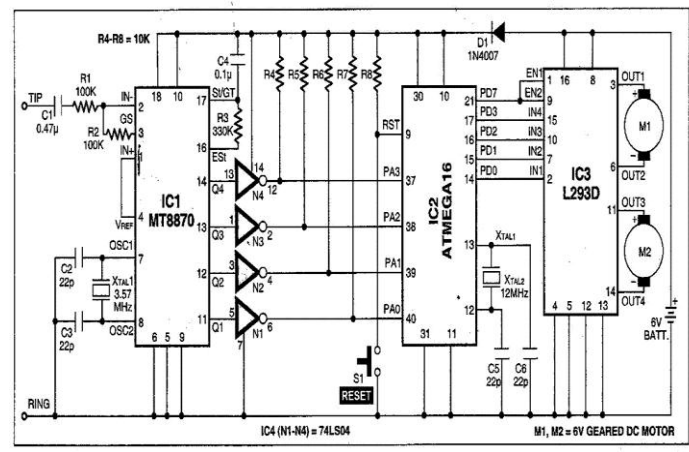 R4-R8 = 10K
C4
0.1µ
D1
1N4007
TIP
C1
0.47µ
R1
100K
R2
100K
IN-
2
GS
3
IN+
1
4
VREF
18
10
St/GT
17
R3
330K
16
ESt
R4
R5
R6
R7
R8
IC1
MT8870
14
Q4
13
14
12
N4
13
Q3
1
2
N3
12
Q2
3
4
N2
11
Q1
5
6
N1
7
OSC1
7
C2
22p
XTAL1
3.57
MHz
C3
22p
OSC2
8
6
5
9
RING
30
10
RST
9
PA3
37
PA2
38
PA1
39
PA0
40
IC2
ATMEGA16
21
PD7
17
PD3
16
PD2
15
PD1
14
PD0
13
XTAL1
XTAL2
12MHz
12
31
11
C5
22p
C6
22p
S1
RESET
EN1
1
EN2
9
IN4
15
IN3
10
IN2
7
IN1
2
16
8
IC3
L293D
3
OUT1
+
M1
-
6
OUT2
OUT3
11
+
M2
-
14
OUT4
4
5
12
13
+
6V
BATT.
IC4 (N1-N4) = 74LS04
M1, M2 = 6V GEARED DC MOTOR